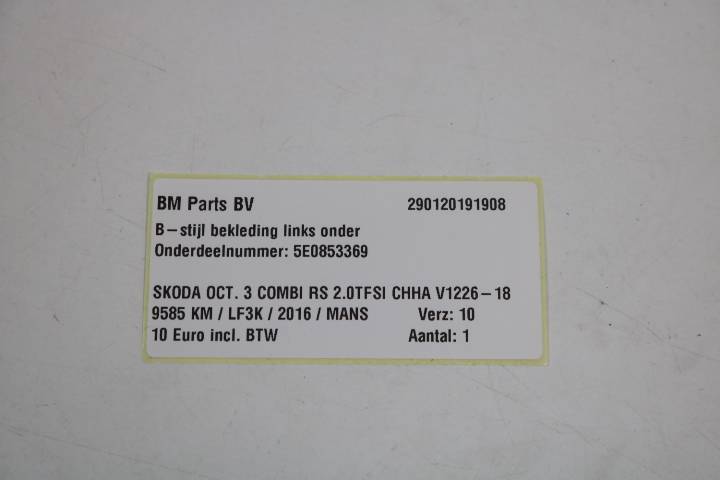 BM Parts BV 290120191908
B-stijl bekleding links onder
Onderdeelnummer: 5E0853369
SKODA OCT. 3 COMBI RS 2.0TFSI CHHA V1226-18
9585 KM / LF3K / 2016 / MANS Verz: 10
10 Euro incl. BTW Aantal: 1